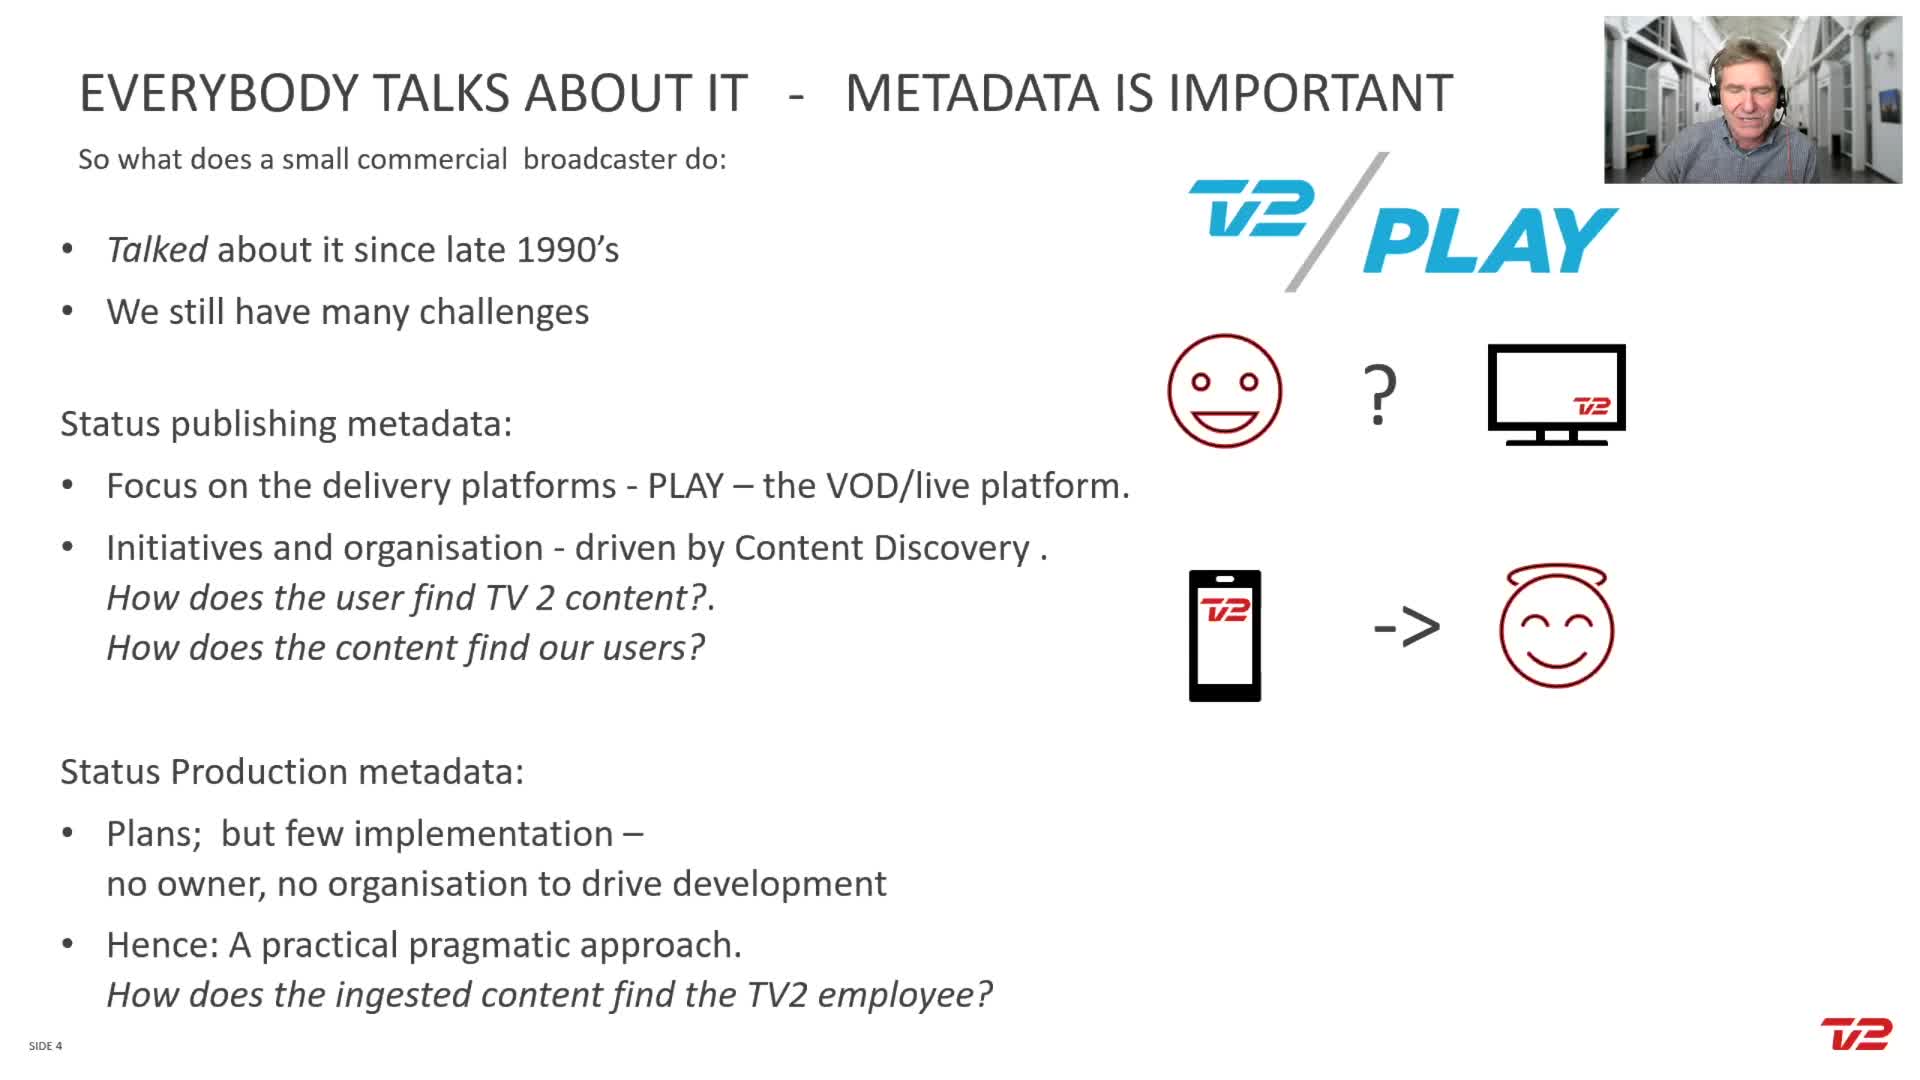 EVERYBODY TALKS ABOUT IT - METADATA IS IMPORTANT
So what does a small commercial broadcaster do:
TV2/PLAY
• Talked about it since late 1990’s
• We still have many challenges
?
TV2
Status publishing metadata:
• Focus on the delivery platforms - PLAY – the VOD/live platform.
• Initiatives and organisation - driven by Content Discovery .
How does the user find TV 2 content?.
How does the content find our users?
TV2
->
Status Production metadata:
• Plans; but few implementation –
no owner, no organisation to drive development
• Hence: A practical pragmatic approach.
How does the ingested content find the TV2 employee?
SIDE 4
TV2